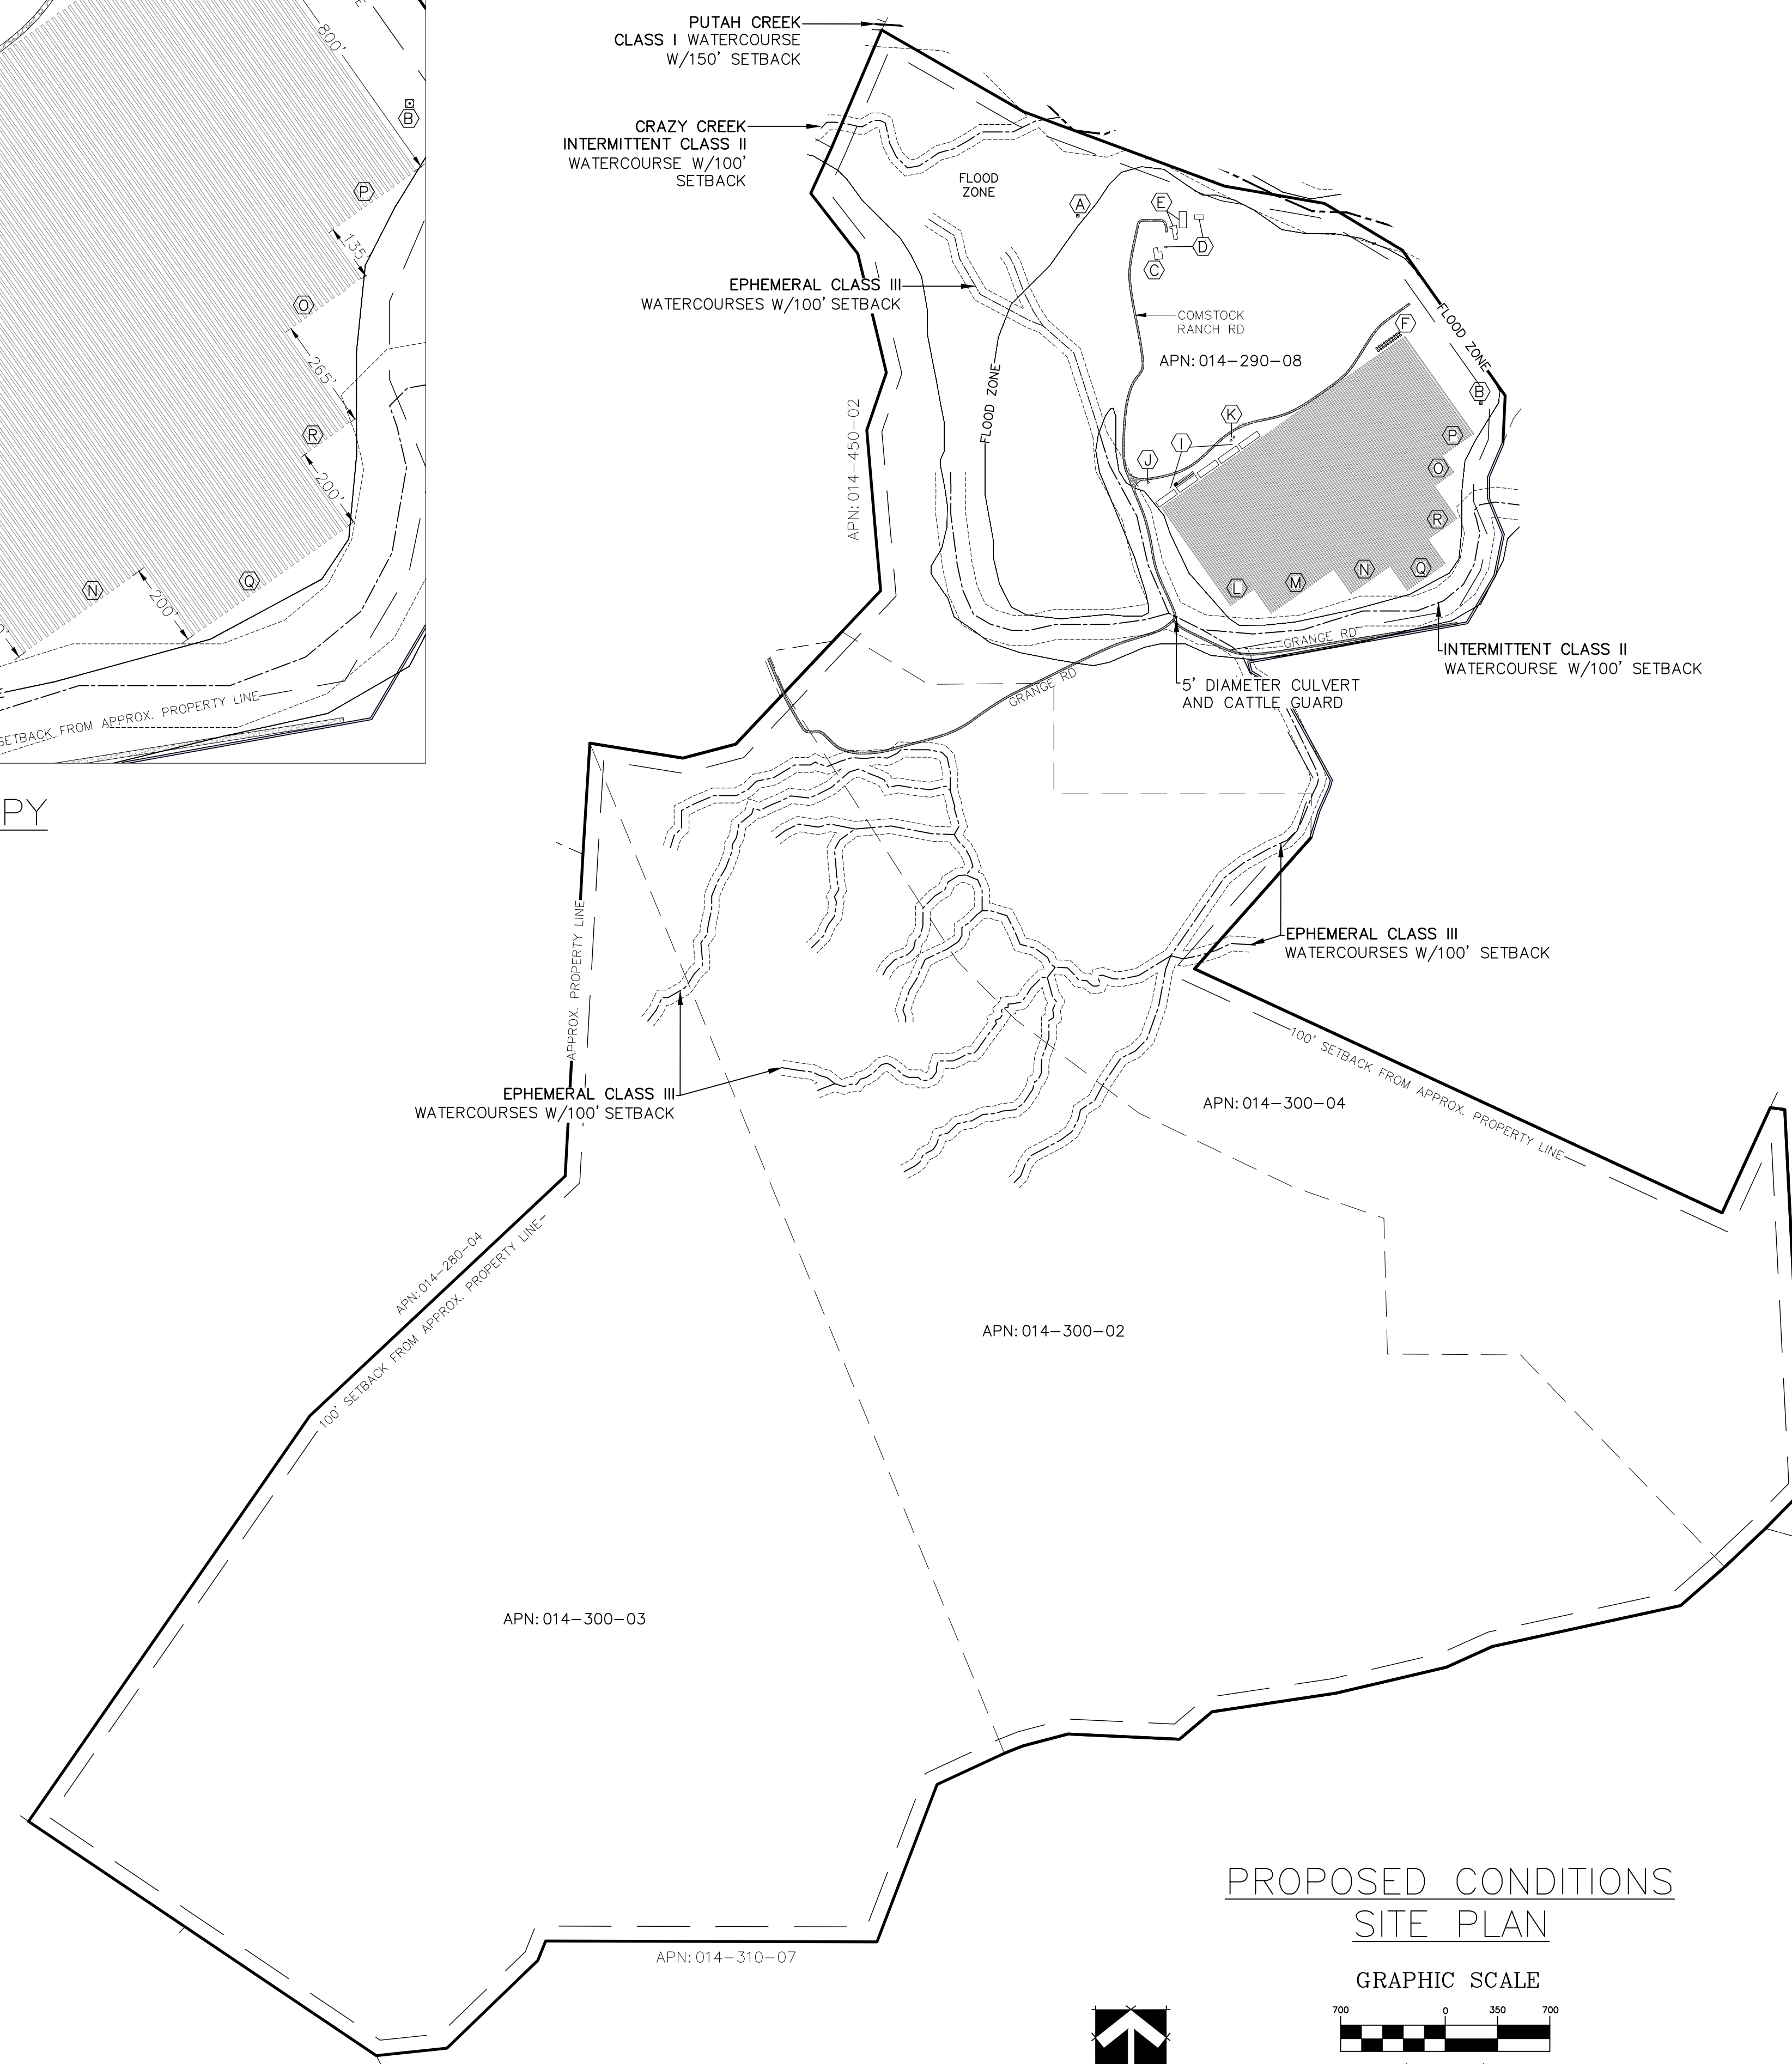 800'
B
P
135'
O
265'
R
200'
N
Q
200'
SETBACK FROM APPROX. PROPERTY LINE
PY
PUTAH CREEK
CLASS I WATERCOURSE
W/150' SETBACK
CRAZY CREEK
INTERMITTENT CLASS II
WATERCOURSE W/100'
SETBACK
FLOOD
ZONE
A
E
D
C
EPHEMERAL CLASS III
WATERCOURSES W/100' SETBACK
COMSTOCK
RANCH RD
FLOOD ZONE
F
APN: 014-290-08
FLOOD ZONE
B
K
APN: 014-450-02
I
J
P
O
R
L
M
N
Q
GRANGE RD
INTERMITTENT CLASS II
WATERCOURSE W/100' SETBACK
5' DIAMETER CULVERT
AND CATTLE GUARD
GRANGE RD
APPROX. PROPERTY LINE
EPHEMERAL CLASS III
WATERCOURSES W/100' SETBACK
100' SETBACK FROM APPROX. PROPERTY LINE
EPHEMERAL CLASS III
WATERCOURSES W/100' SETBACK
APN: 014-300-04
APN: 014-280-04
100' SETBACK FROM APPROX. PROPERTY LINE
APN: 014-300-02
APN: 014-300-03
APN: 014-310-07
PROPOSED CONDITIONS
SITE PLAN
GRAPHIC SCALE
700 0 350 700